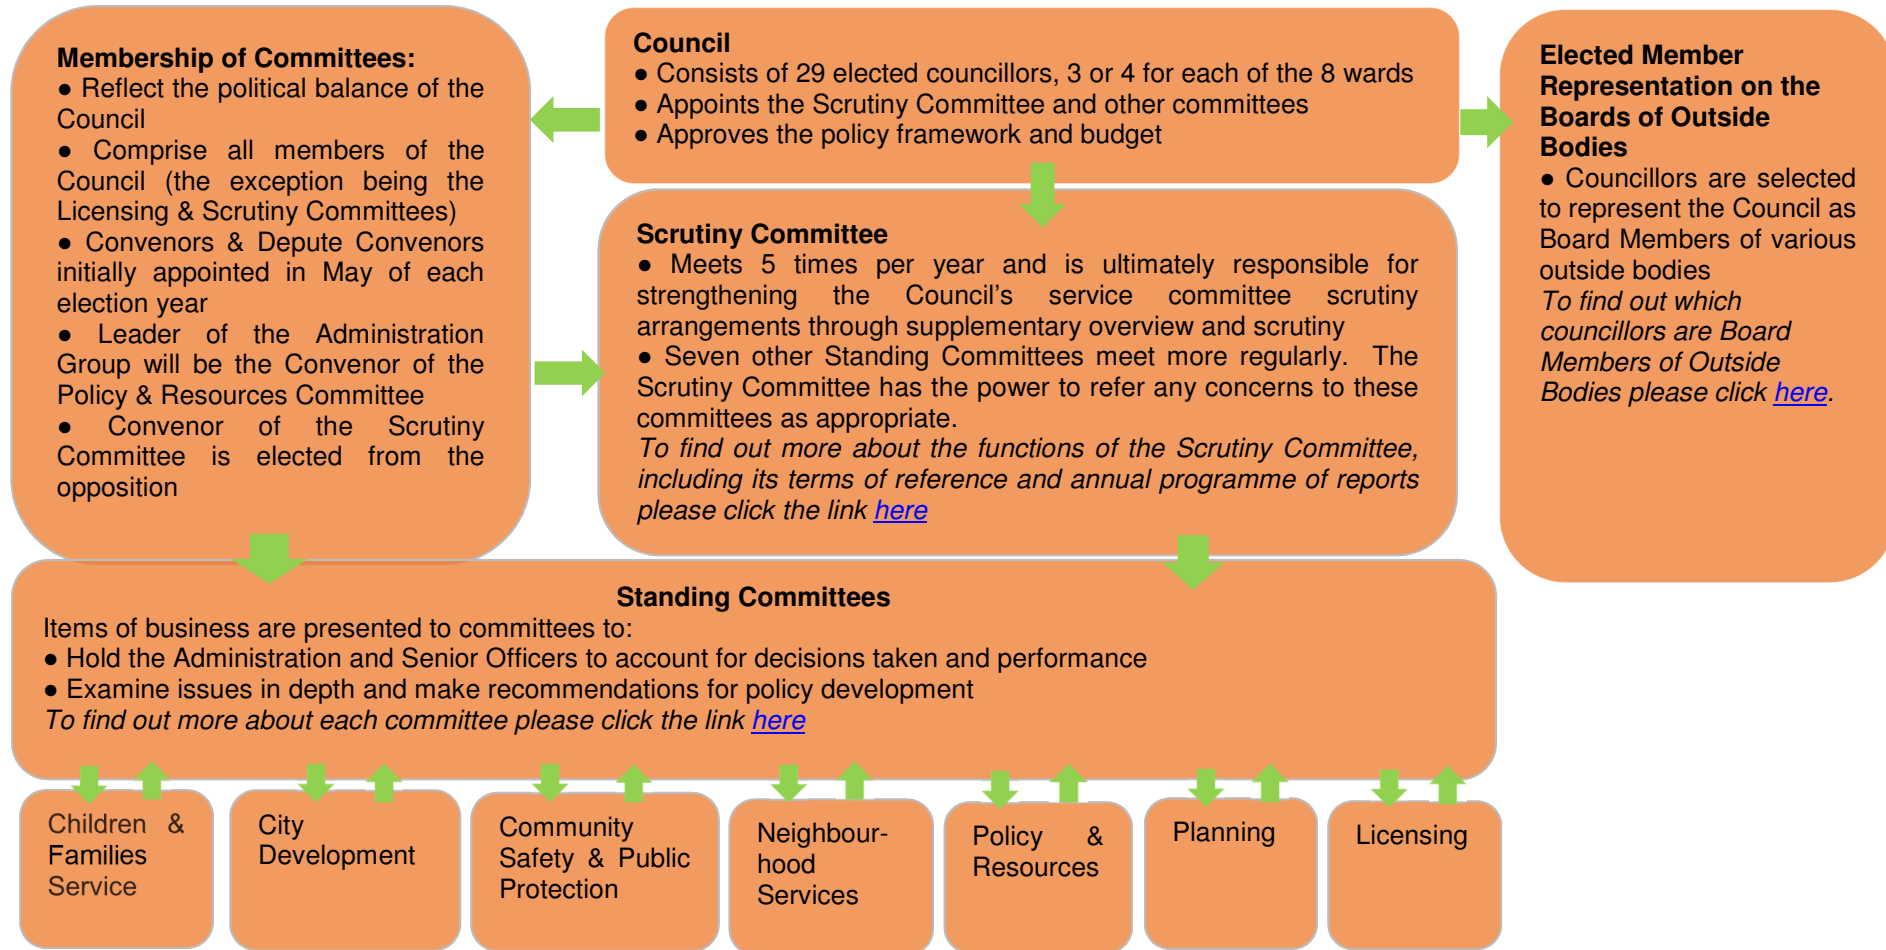 Membership of Committees:
● Reflect the political balance of the
Council
● Comprise all members of the
Council (the exception being the
Licensing & Scrutiny Committees)
● Convenors & Depute Convenors
initially appointed in May of each
election year
● Leader of the Administration
Group will be the Convenor of the
Policy & Resources Committee
● Convenor of the Scrutiny
Committee is elected from the
opposition
Council
● Consists of 29 elected councillors, 3 or 4 for each of the 8 wards
● Appoints the Scrutiny Committee and other committees
● Approves the policy framework and budget
Scrutiny Committee
● Meets 5 times per year and is ultimately responsible for
strengthening the Council's service committee scrutiny
arrangements through supplementary overview and scrutiny
● Seven other Standing Committees meet more regularly. The
Scrutiny Committee has the power to refer any concerns to these
committees as appropriate.
To find out more about the functions of the Scrutiny Committee,
including its terms of reference and annual programme of reports
please click the link here
Elected Member
Representation on the
Boards of Outside
Bodies
● Councillors are selected
to represent the Council as
Board Members of various
outside bodies
To find out which
councillors are Board
Members of Outside
Bodies please click here.
Standing Committees
Items of business are presented to committees to:
● Hold the Administration and Senior Officers to account for decisions taken and performance
● Examine issues in depth and make recommendations for policy development
To find out more about each committee please click the link here
Children &
Families
Service
City
Development
Community
Safety & Public
Protection
Neighbour-
hood
Services
Policy &
Resources
Planning
Licensing